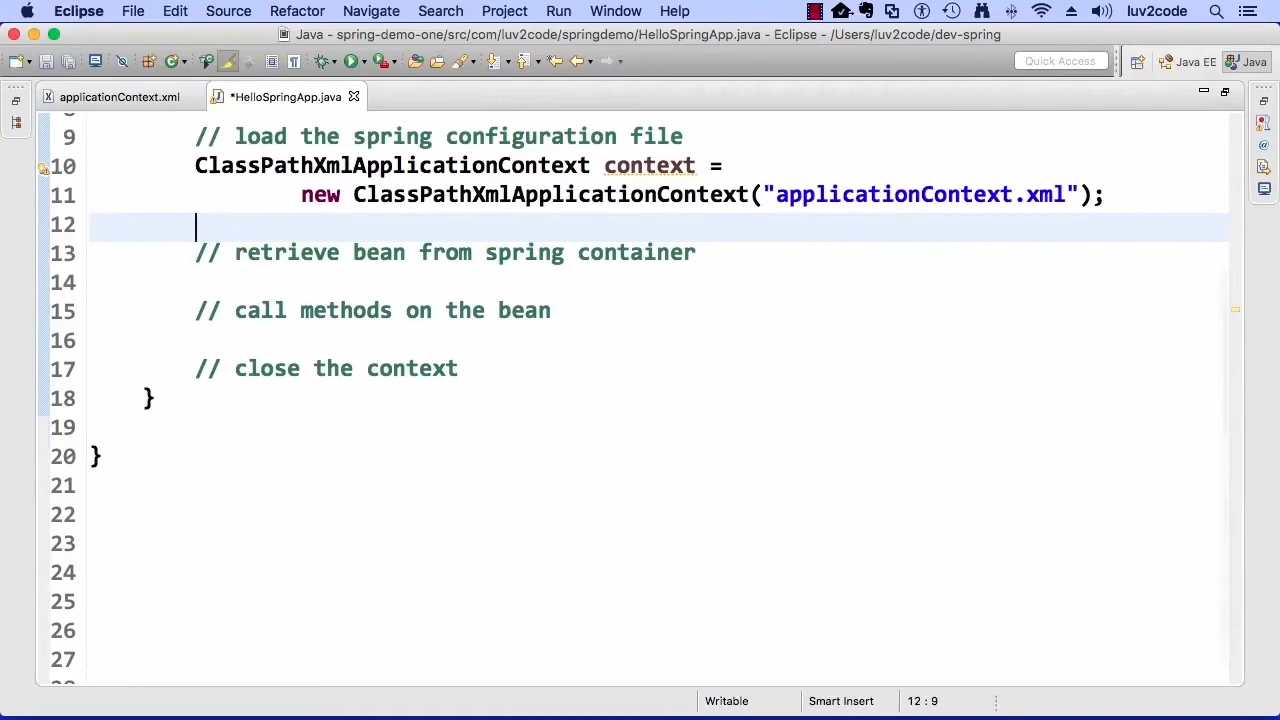 Eclipse File Edit Source Refactor Navigate Search Project Run Window Help luv2code
Java - spring-demo-one/src/com/luv2code/springdemo/HelloSpringApp.java - Eclipse - /Users/luv2code/dev-spring
Quick Access Java EE Java
applicationContext.xml *HelloSpringApp.java
9 // load the spring configuration file
10 ClassPathXmlApplicationContext context =
11 new ClassPathXmlApplicationContext("applicationContext.xml");
12
13 // retrieve bean from spring container
14
15 // call methods on the bean
16
17 // close the context
18 }
19
20 }
21
22
23
24
25
26
27
Writable Smart Insert 12 : 9